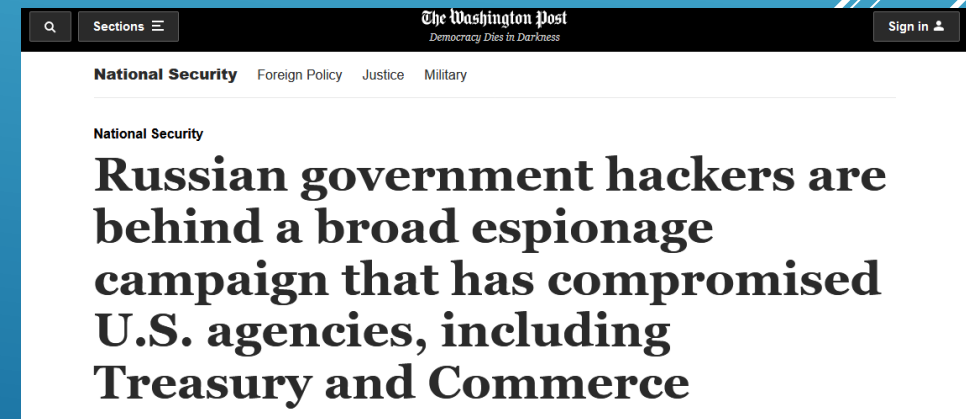 Sections
The Washington Post
Democracy Dies in Darkness
Sign in
National Security Foreign Policy Justice Military
National Security
Russian government hackers are
behind a broad espionage
campaign that has compromised
U.S. agencies, including
Treasury and Commerce